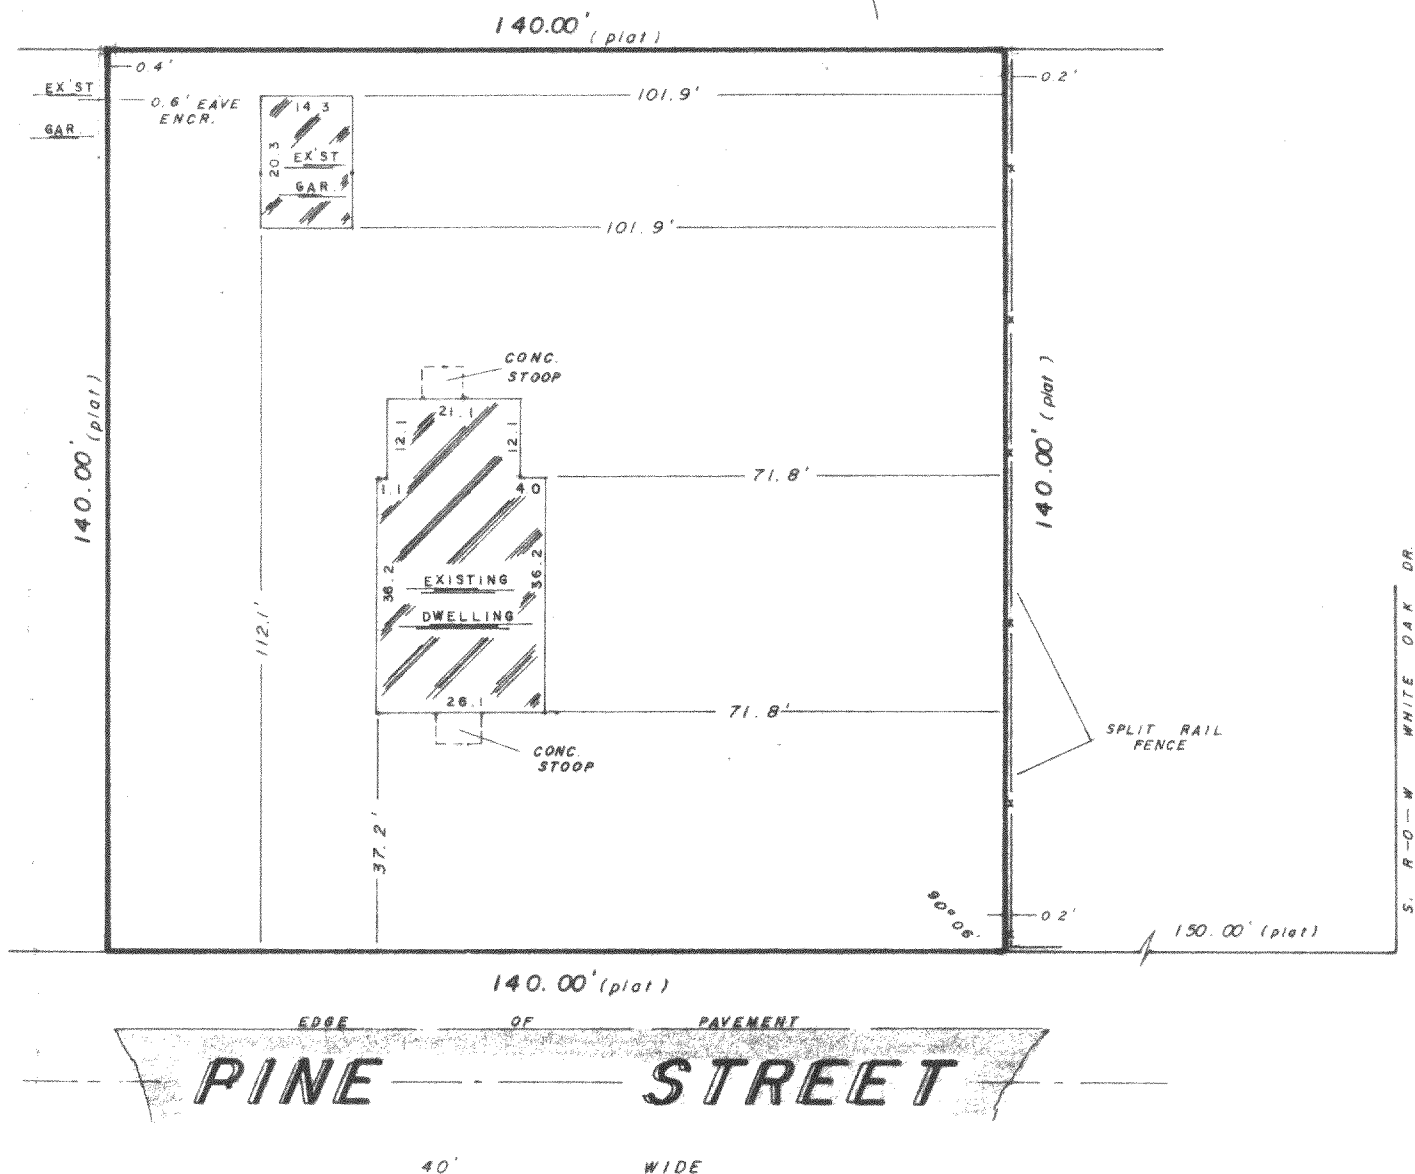 140.00' (plat)
0.4'
0.2'
EX'ST
GAR.
0.6' EAVE
ENCR.
14.3
101.9'
20.3
EX'ST
GAR.
101.9'
CONC.
STOOP
21.1
12.1
12.1
71.8'
1.1
4.0
140.00' (plat)
140.00' (plat)
36.2
36.2
EXISTING
DWELLING
112.1'
26.1
71.8'
CONC.
STOOP
SPLIT RAIL
FENCE
S. R-O-W WHITE OAK DR.
37.2'
90°06'
0.2'
150.00' (plat)
140.00' (plat)
EDGE OF PAVEMENT
PINE STREET
40' WIDE